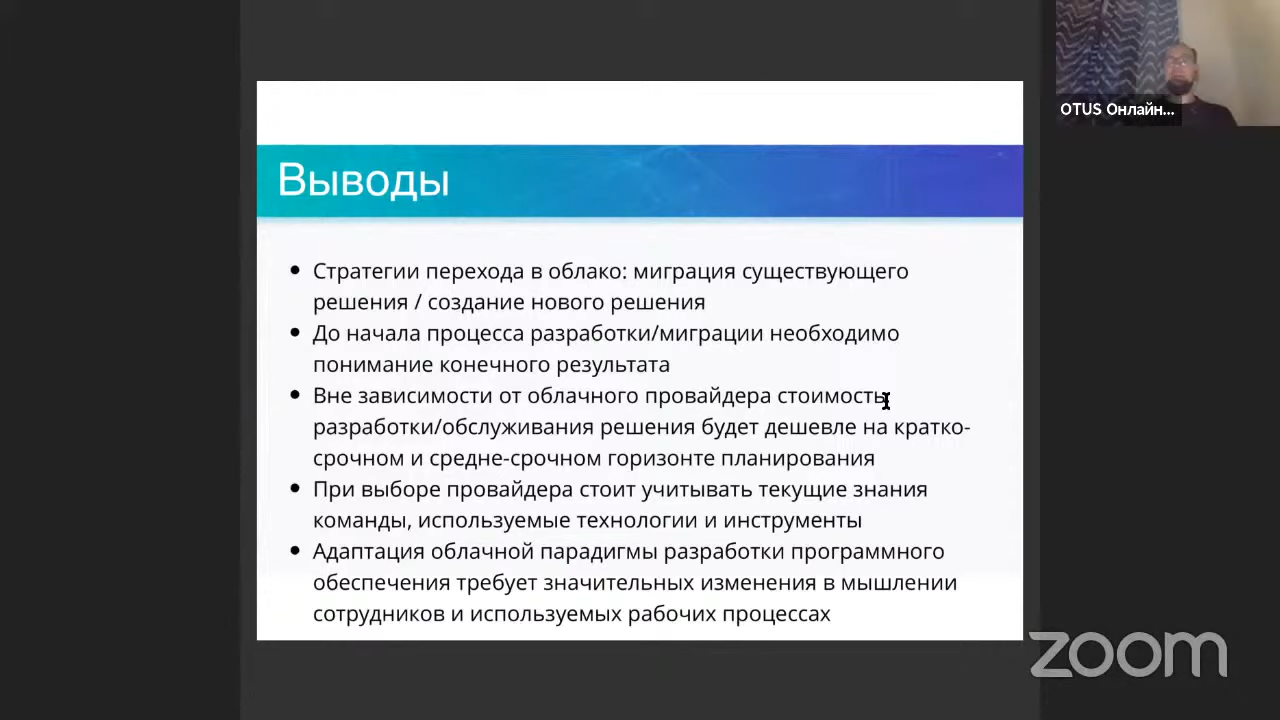 OTUS Онлайн...
Выводы
• Стратегии перехода в облако: миграция существующего
решения / создание нового решения
• До начала процесса разработки/миграции необходимо
понимание конечного результата
• Вне зависимости от облачного провайдера стоимость
разработки/обслуживания решения будет дешевле на кратко-
срочном и средне-срочном горизонте планирования
• При выборе провайдера стоит учитывать текущие знания
команды, используемые технологии и инструменты
• Адаптация облачной парадигмы разработки программного
обеспечения требует значительных изменения в мышлении
сотрудников и используемых рабочих процессах
zoom